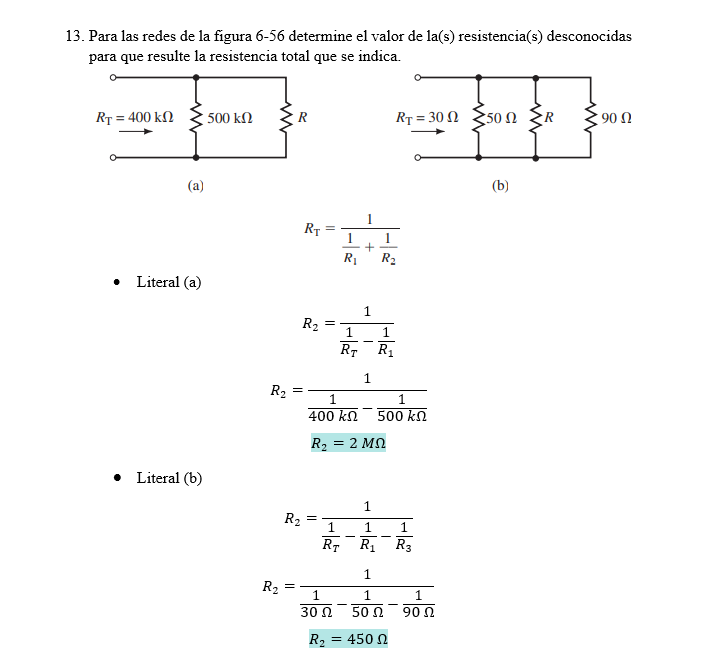 13. Para las redes de la figura 6-56 determine el valor de la(s) resistencia(s) desconocidas
para que resulte la resistencia total que se indica.
R_T = 400 kΩ 500 kΩ R
(a)
R_T = 30 Ω 50 Ω R 90 Ω
(b)
R_T = 1 / (1/R_1 + 1/R_2)
• Literal (a)
R_2 = 1 / (1/R_T − 1/R_1)
R_2 = 1 / (1/400 kΩ − 1/500 kΩ)
R_2 = 2 MΩ
• Literal (b)
R_2 = 1 / (1/R_T − 1/R_1 − 1/R_3)
R_2 = 1 / (1/30 Ω − 1/50 Ω − 1/90 Ω)
R_2 = 450 Ω